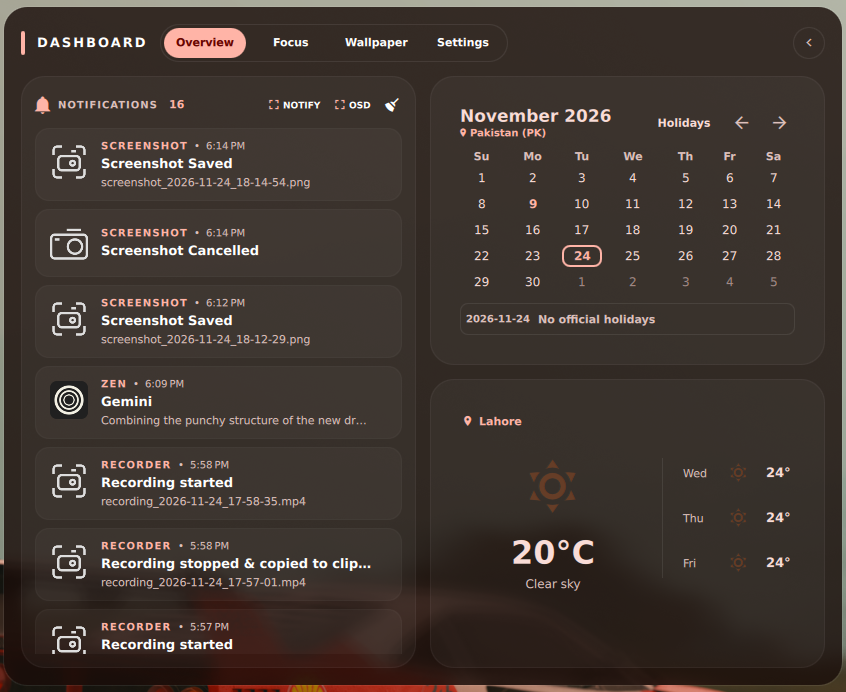 DASHBOARD Overview Focus Wallpaper Settings
NOTIFICATIONS 16 NOTIFY OSD
SCREENSHOT • 6:14 PM
Screenshot Saved
screenshot_2026-11-24_18-14-54.png
SCREENSHOT • 6:14 PM
Screenshot Cancelled
SCREENSHOT • 6:12 PM
Screenshot Saved
screenshot_2026-11-24_18-12-29.png
ZEN • 6:09 PM
Gemini
Combining the punchy structure of the new dr...
RECORDER • 5:58 PM
Recording started
recording_2026-11-24_17-58-35.mp4
RECORDER • 5:58 PM
Recording stopped & copied to clip...
recording_2026-11-24_17-57-01.mp4
RECORDER • 5:57 PM
Recording started
November 2026
Pakistan (PK)
Holidays
Su Mo Tu We Th Fr Sa
1 2 3 4 5 6 7
8 9 10 11 12 13 14
15 16 17 18 19 20 21
22 23 24 25 26 27 28
29 30 1 2 3 4 5
2026-11-24 No official holidays
Lahore
20°C
Clear sky
Wed 24°
Thu 24°
Fri 24°